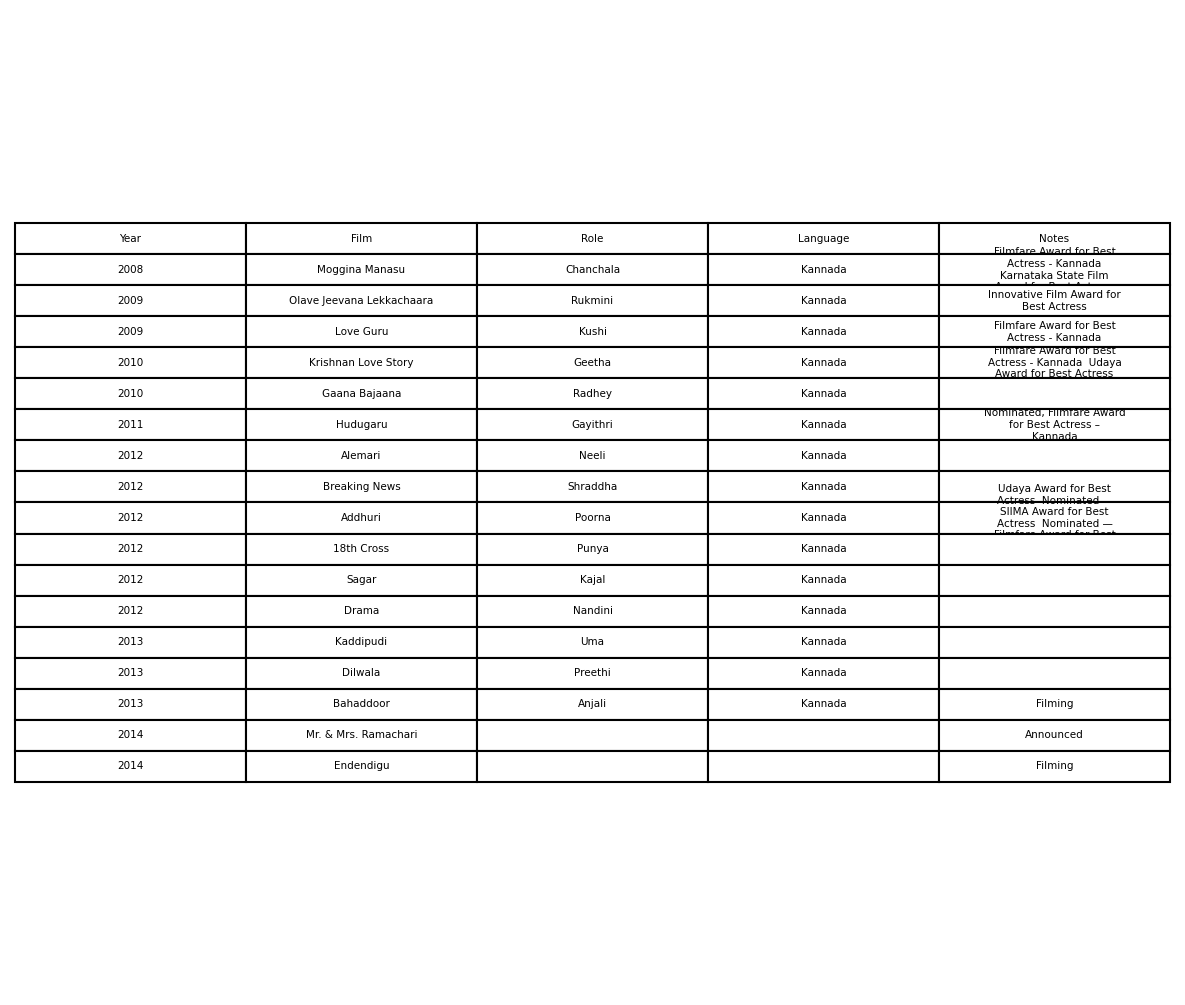 Year Film Role Language Notes
2008 Moggina Manasu Chanchala Kannada Filmfare Award for Best
Actress - Kannada
Karnataka State Film
2009 Olave Jeevana Lekkachaara Rukmini Kannada Innovative Film Award for
Best Actress
2009 Love Guru Kushi Kannada Filmfare Award for Best
Actress - Kannada
2010 Krishnan Love Story Geetha Kannada Filmfare Award for Best
Actress - Kannada Udaya
Award for Best Actress
2010 Gaana Bajaana Radhey Kannada
2011 Hudugaru Gayithri Kannada Nominated, Filmfare Award
for Best Actress –
Kannada
2012 Alemari Neeli Kannada
2012 Breaking News Shraddha Kannada
2012 Addhuri Poorna Kannada Udaya Award for Best
Actress Nominated —
SIIMA Award for Best
Actress Nominated —
Filmfare Award for Best
2012 18th Cross Punya Kannada
2012 Sagar Kajal Kannada
2012 Drama Nandini Kannada
2013 Kaddipudi Uma Kannada
2013 Dilwala Preethi Kannada
2013 Bahaddoor Anjali Kannada Filming
2014 Mr. & Mrs. Ramachari Announced
2014 Endendigu Filming